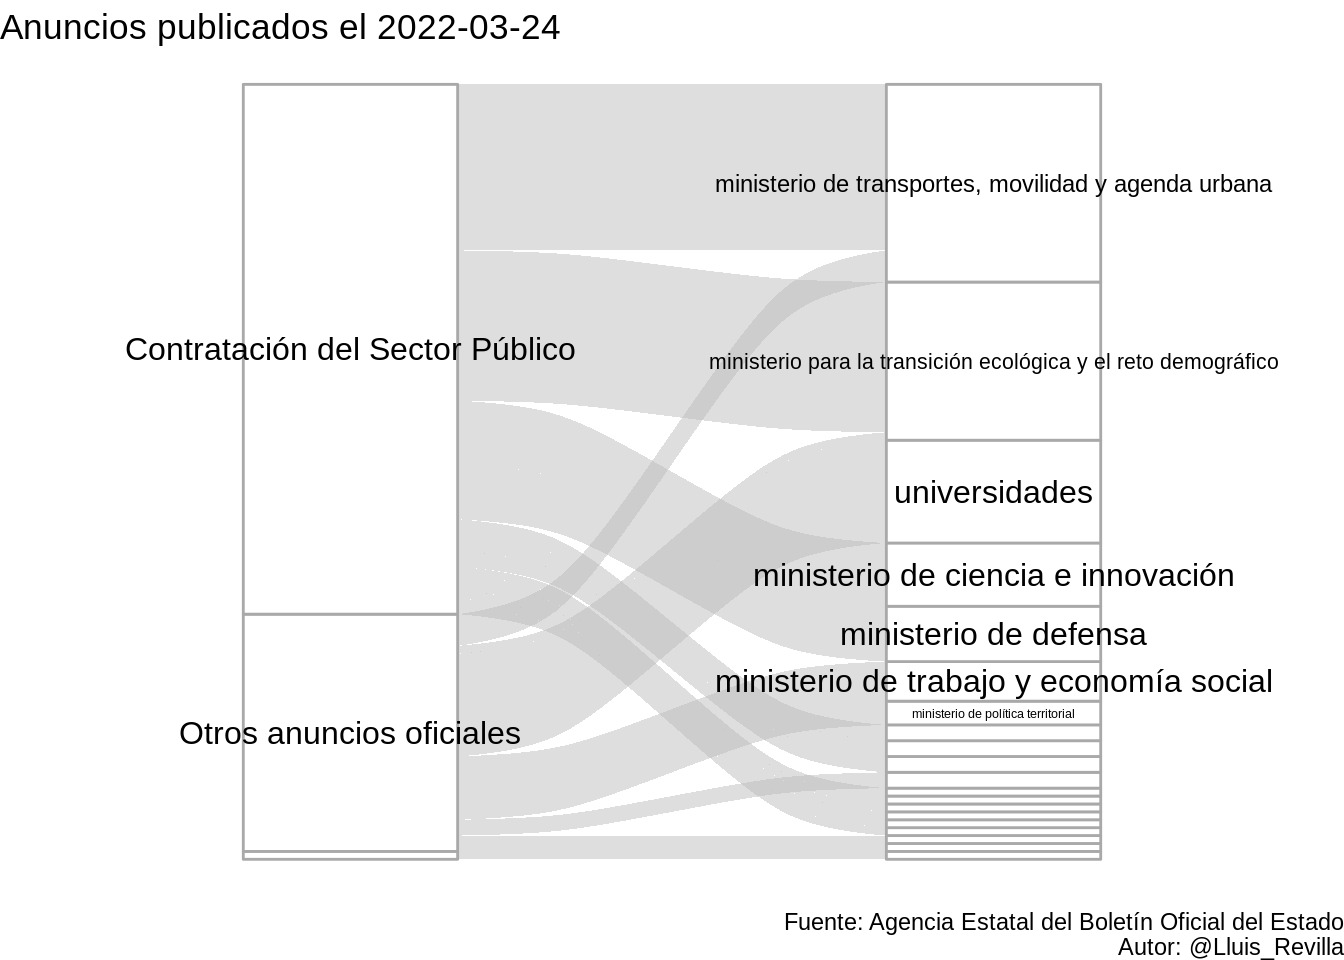 Anuncios publicados el 2022-03-24
ministerio de transportes, movilidad y agenda urbana
Contratación del Sector Público
ministerio para la transición ecológica y el reto demográfico
universidades
ministerio de ciencia e innovación
ministerio de defensa
ministerio de trabajo y economía social
ministerio de política territorial
Otros anuncios oficiales
Fuente: Agencia Estatal del Boletín Oficial del Estado
Autor: @Lluis_Revilla